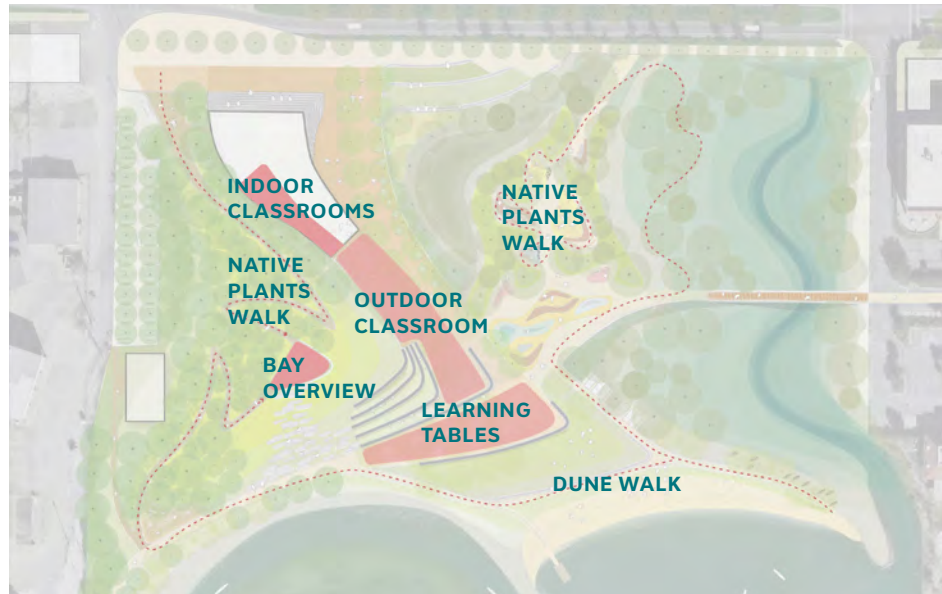 INDOOR
CLASSROOMS
NATIVE
PLANTS
WALK
NATIVE
PLANTS
WALK
OUTDOOR
CLASSROOM
BAY
OVERVIEW
LEARNING
TABLES
DUNE WALK